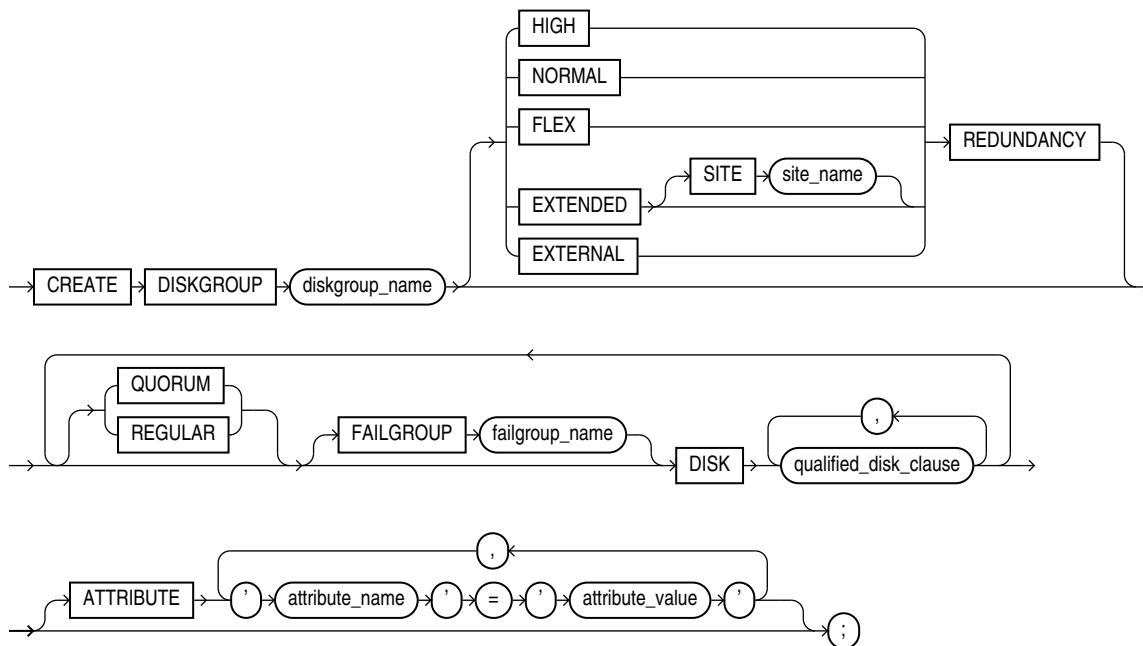 HIGH
NORMAL
FLEX
REDUNDANCY
SITE site_name
EXTENDED
EXTERNAL
CREATE DISKGROUP diskgroup_name
QUORUM
REGULAR
FAILGROUP failgroup_name
,
DISK qualified_disk_clause
,
ATTRIBUTE ' attribute_name ' = ' attribute_value '
;